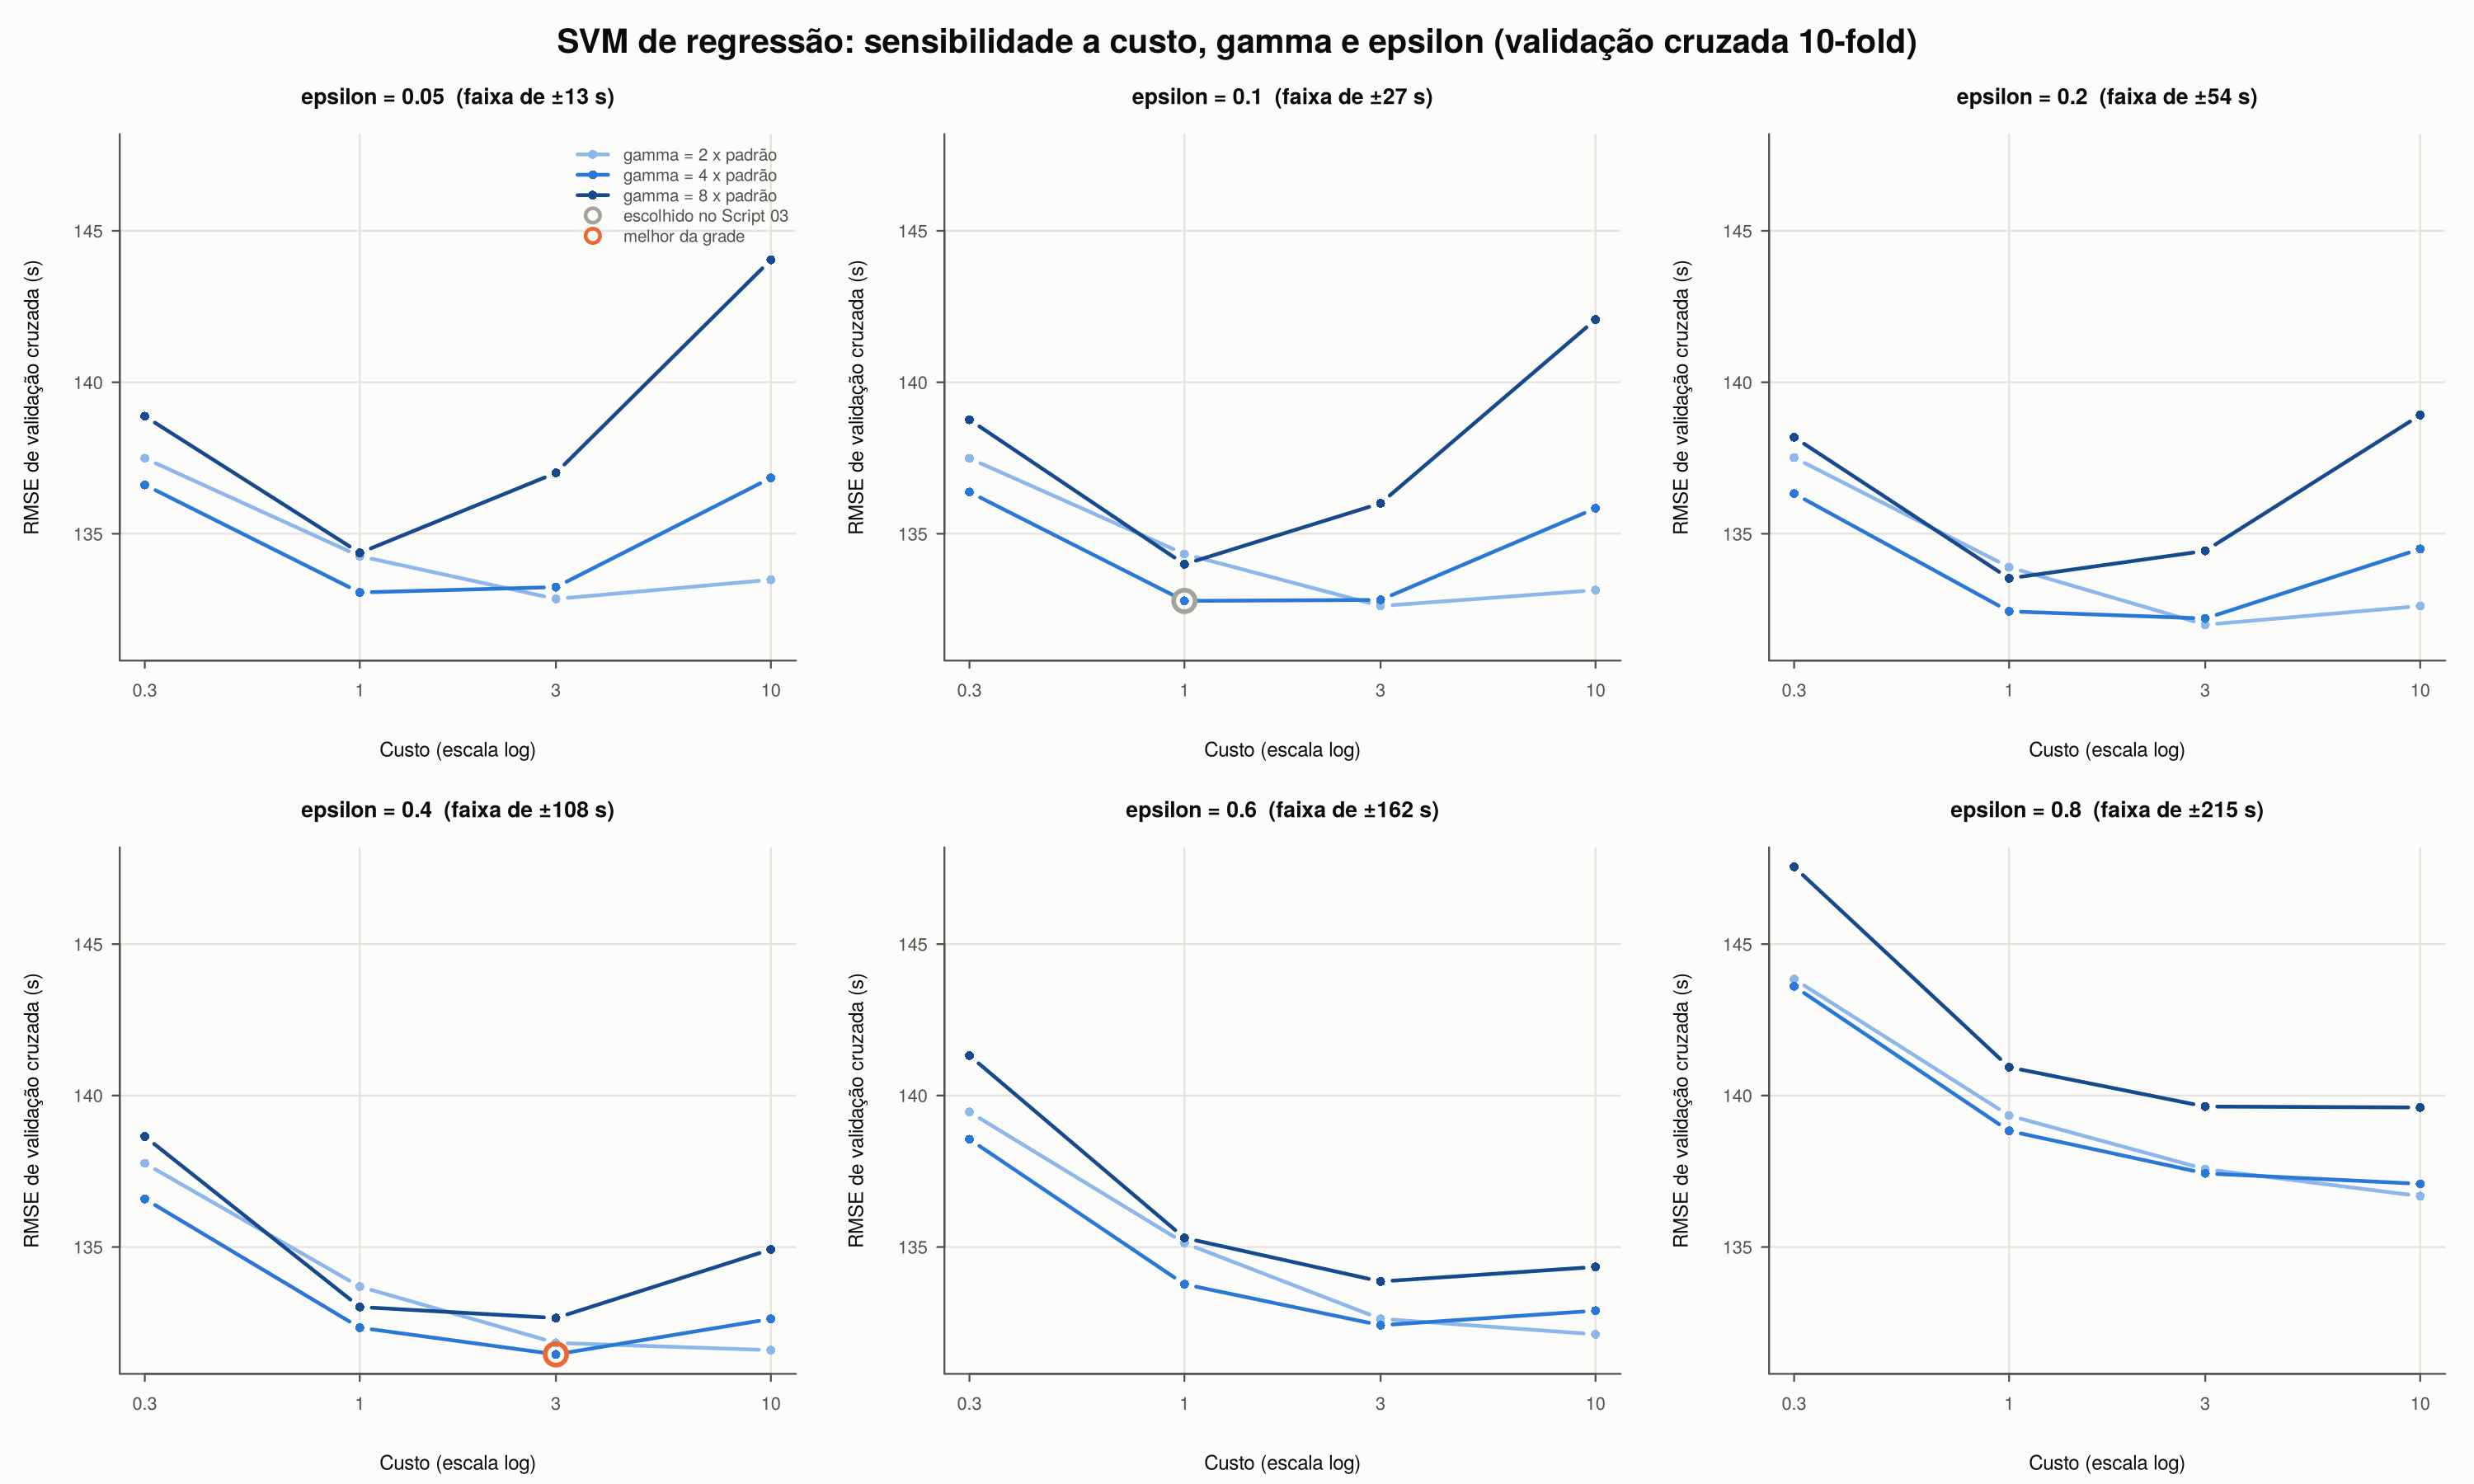 SVM de regressão: sensibilidade a custo, gamma e epsilon (validação cruzada 10-fold)
epsilon = 0.05 (faixa de ±13 s)
gamma = 2 x padrão
gamma = 4 x padrão
gamma = 8 x padrão
escolhido no Script 03
melhor da grade
RMSE de validação cruzada (s)
145
140
135
0.3 1 3 10
Custo (escala log)
epsilon = 0.1 (faixa de ±27 s)
RMSE de validação cruzada (s)
145
140
135
0.3 1 3 10
Custo (escala log)
epsilon = 0.2 (faixa de ±54 s)
RMSE de validação cruzada (s)
145
140
135
0.3 1 3 10
Custo (escala log)
epsilon = 0.4 (faixa de ±108 s)
RMSE de validação cruzada (s)
145
140
135
0.3 1 3 10
Custo (escala log)
epsilon = 0.6 (faixa de ±162 s)
RMSE de validação cruzada (s)
145
140
135
0.3 1 3 10
Custo (escala log)
epsilon = 0.8 (faixa de ±215 s)
RMSE de validação cruzada (s)
145
140
135
0.3 1 3 10
Custo (escala log)